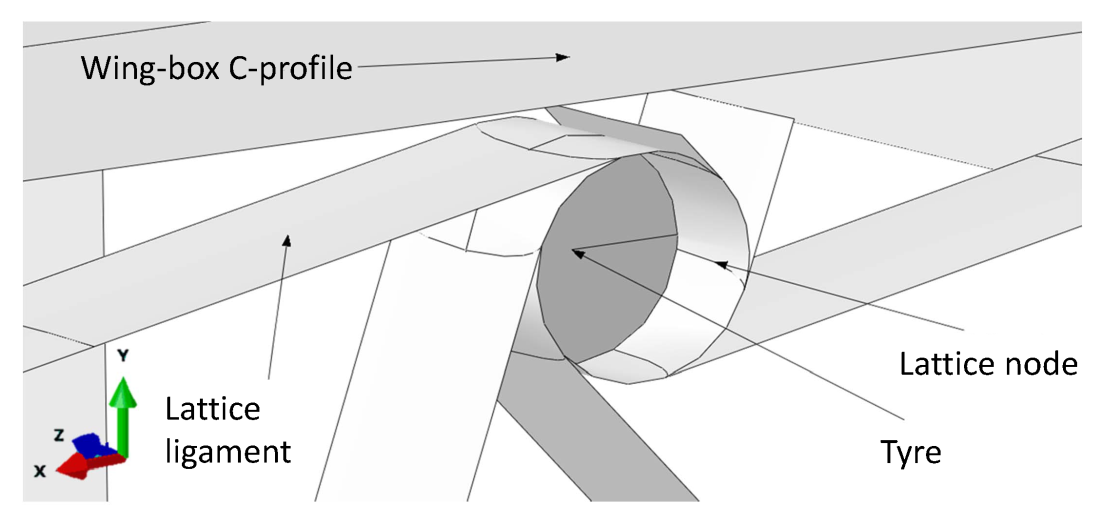 Wing-box C-profile
Lattice node
Tyre
Lattice
ligament
Y
Z
X